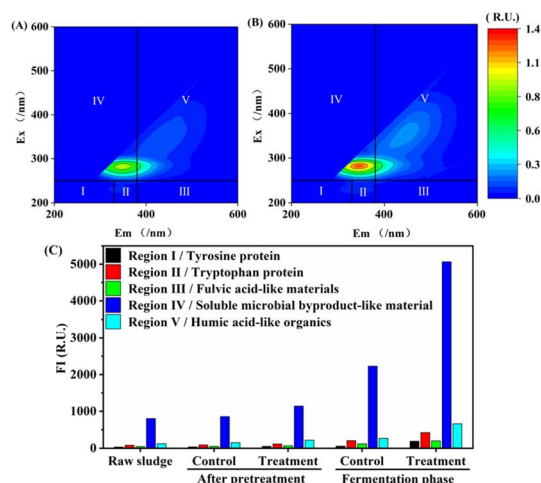 (A)
(B)
( R.U.)
600
500
400
300
200
Ex (/nm)
IV
V
I
II
III
200
400
600
Em (/nm)
600
500
400
300
200
Ex (/nm)
IV
V
I
II
III
200
400
600
Em (/nm)
1.4
1.1
0.8
0.6
0.3
0.0
(C)
Region I / Tyrosine protein
Region II / Tryptophan protein
Region III / Fulvic acid-like materials
Region IV / Soluble microbial byproduct-like material
Region V / Humic acid-like organics
FI (R.U.)
5000
4000
3000
2000
1000
0
Raw sludge
Control
Treatment
Control
Treatment
After pretreatment
Fermentation phase